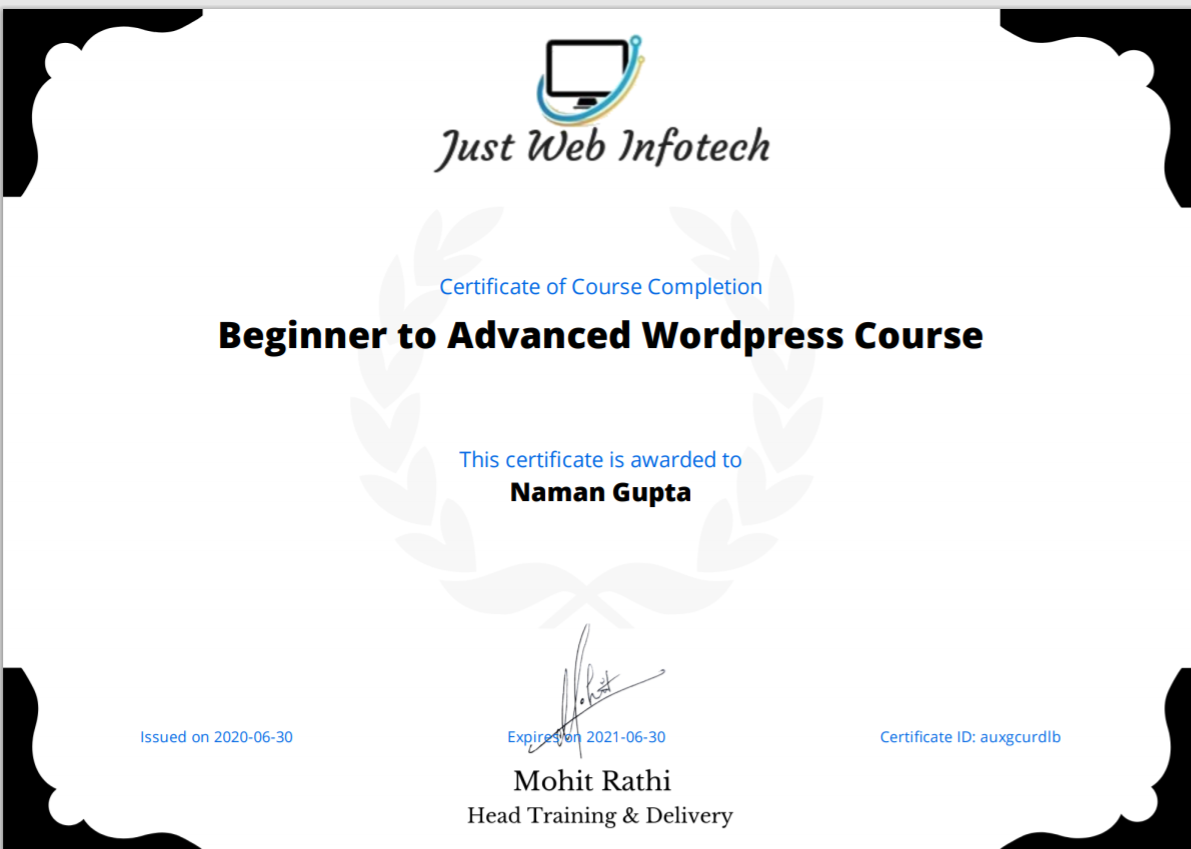 Just Web Infotech
Certificate of Course Completion
Beginner to Advanced Wordpress Course
This certificate is awarded to
Naman Gupta
Mohit
Issued on 2020-06-30
Expires on 2021-06-30
Certificate ID: auxgcurdlb
Mohit Rathi
Head Training & Delivery